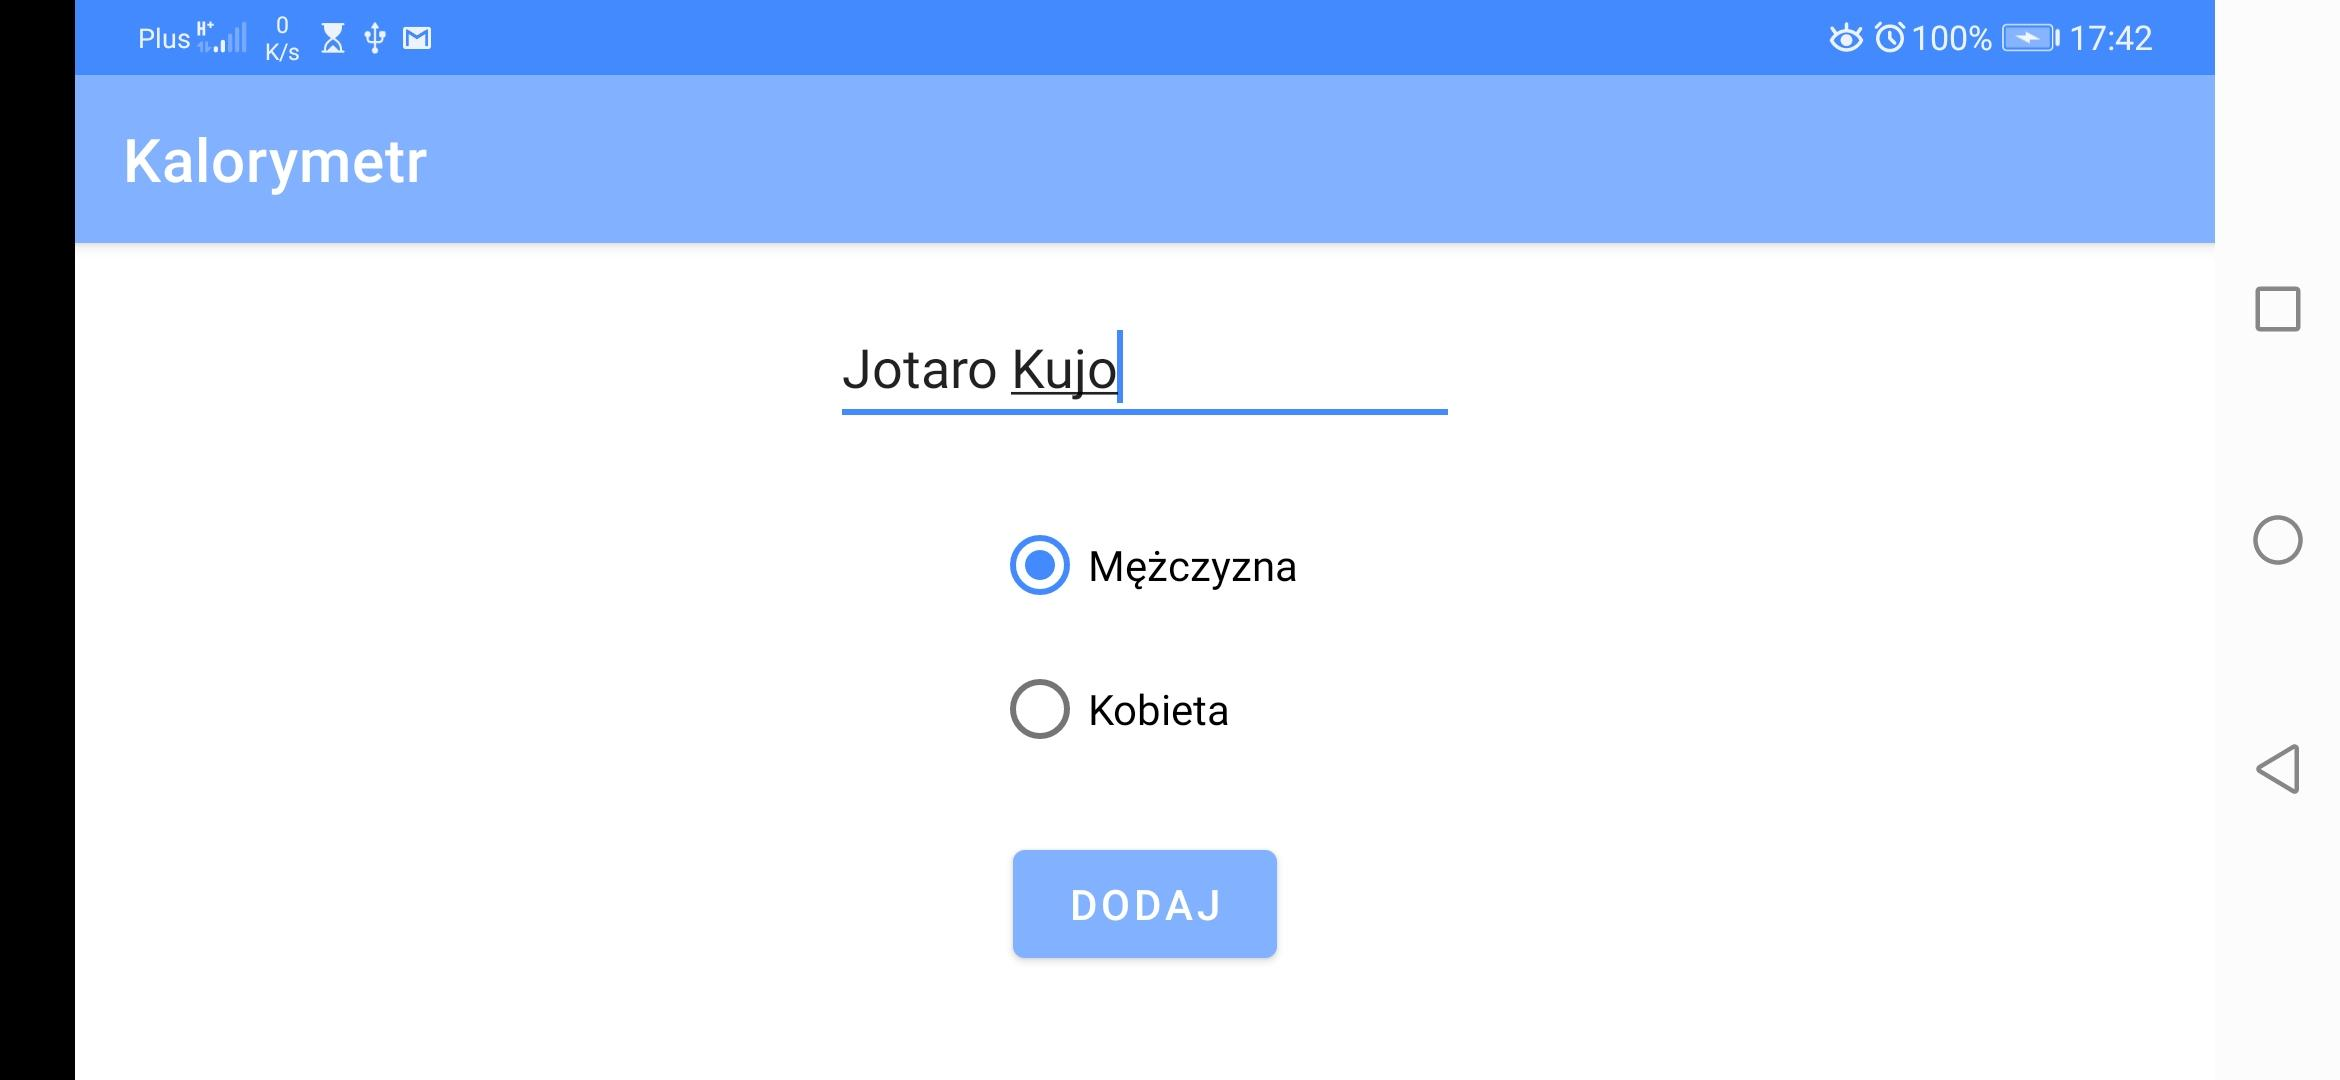 Plus H+ 0 K/s 100% 17:42
Kalorymetr
Jotaro Kujo
Mężczyzna
Kobieta
DODAJ